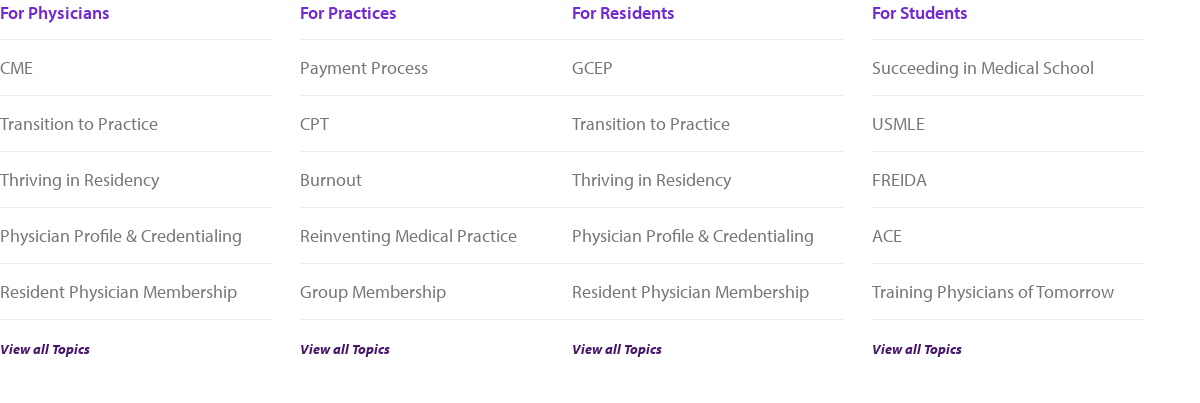 For Physicians
CME
Transition to Practice
Thriving in Residency
Physician Profile & Credentialing
Resident Physician Membership
View all Topics
For Practices
Payment Process
CPT
Burnout
Reinventing Medical Practice
Group Membership
View all Topics
For Residents
GCEP
Transition to Practice
Thriving in Residency
Physician Profile & Credentialing
Resident Physician Membership
View all Topics
For Students
Succeeding in Medical School
USMLE
FREIDA
ACE
Training Physicians of Tomorrow
View all Topics